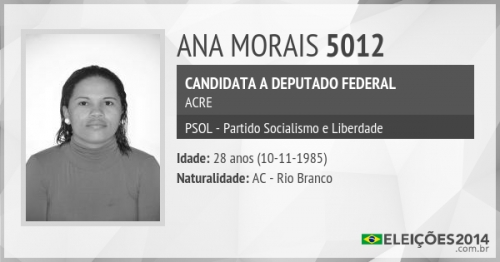 ANA MORAIS 5012
CANDIDATA A DEPUTADO FEDERAL
ACRE
PSOL - Partido Socialismo e Liberdade
Idade: 28 anos (10-11-1985)
Naturalidade: AC - Rio Branco
ELEIÇÕES2014
.com.br